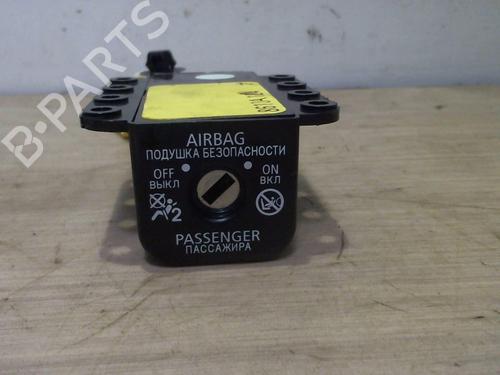 B-PARTS
AIRBAG
ПОДУШКА БЕЗОПАСНОСТИ
OFF ON
ВЫКЛ ВКЛ
2
PASSENGER
ПАССАЖИРА